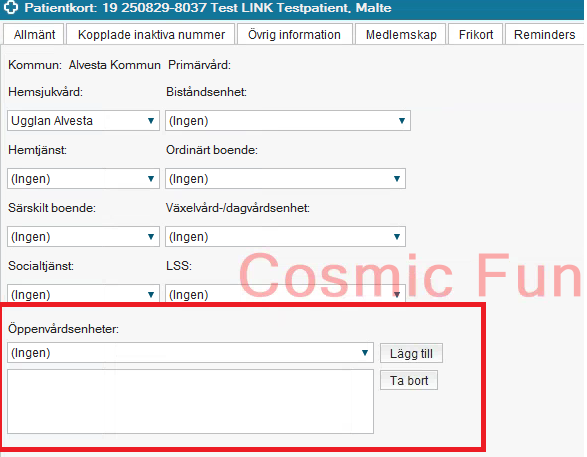 Patientkort: 19 250829-8037 Test LINK Testpatient, Malte
Allmänt Kopplade inaktiva nummer Övrig information Medlemskap Frikort Reminders
Kommun: Alvesta Kommun Primärvård:
Hemsjukvård: Biståndsenhet:
Ugglan Alvesta (Ingen)
Hemtjänst: Ordinärt boende:
(Ingen) (Ingen)
Särskilt boende: Växelvård-/dagvårdsenhet:
(Ingen) (Ingen)
Socialtjänst: LSS:
Cosmic Fun
(Ingen) (Ingen)
Öppenvårdsenheter:
(Ingen) Lägg till
Ta bort